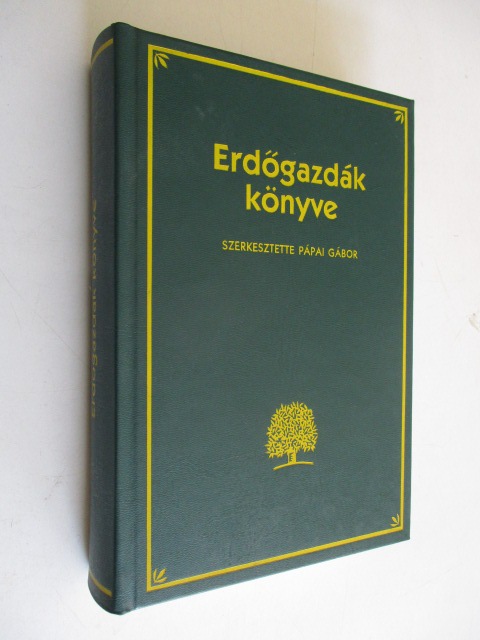 Erdőgazdák
könyve
SZERKESZTETTE PÁPAI GÁBOR
Erdőgazdák könyve